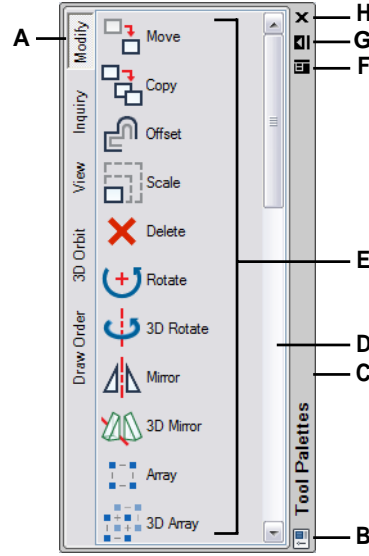 A
Modify
Inquiry
View
3D Orbit
Draw Order
Move
Copy
Offset
Scale
Delete
Rotate
3D Rotate
Mirror
3D Mirror
Array
3D Array
Tool Palettes
H
G
F
E
D
C
B